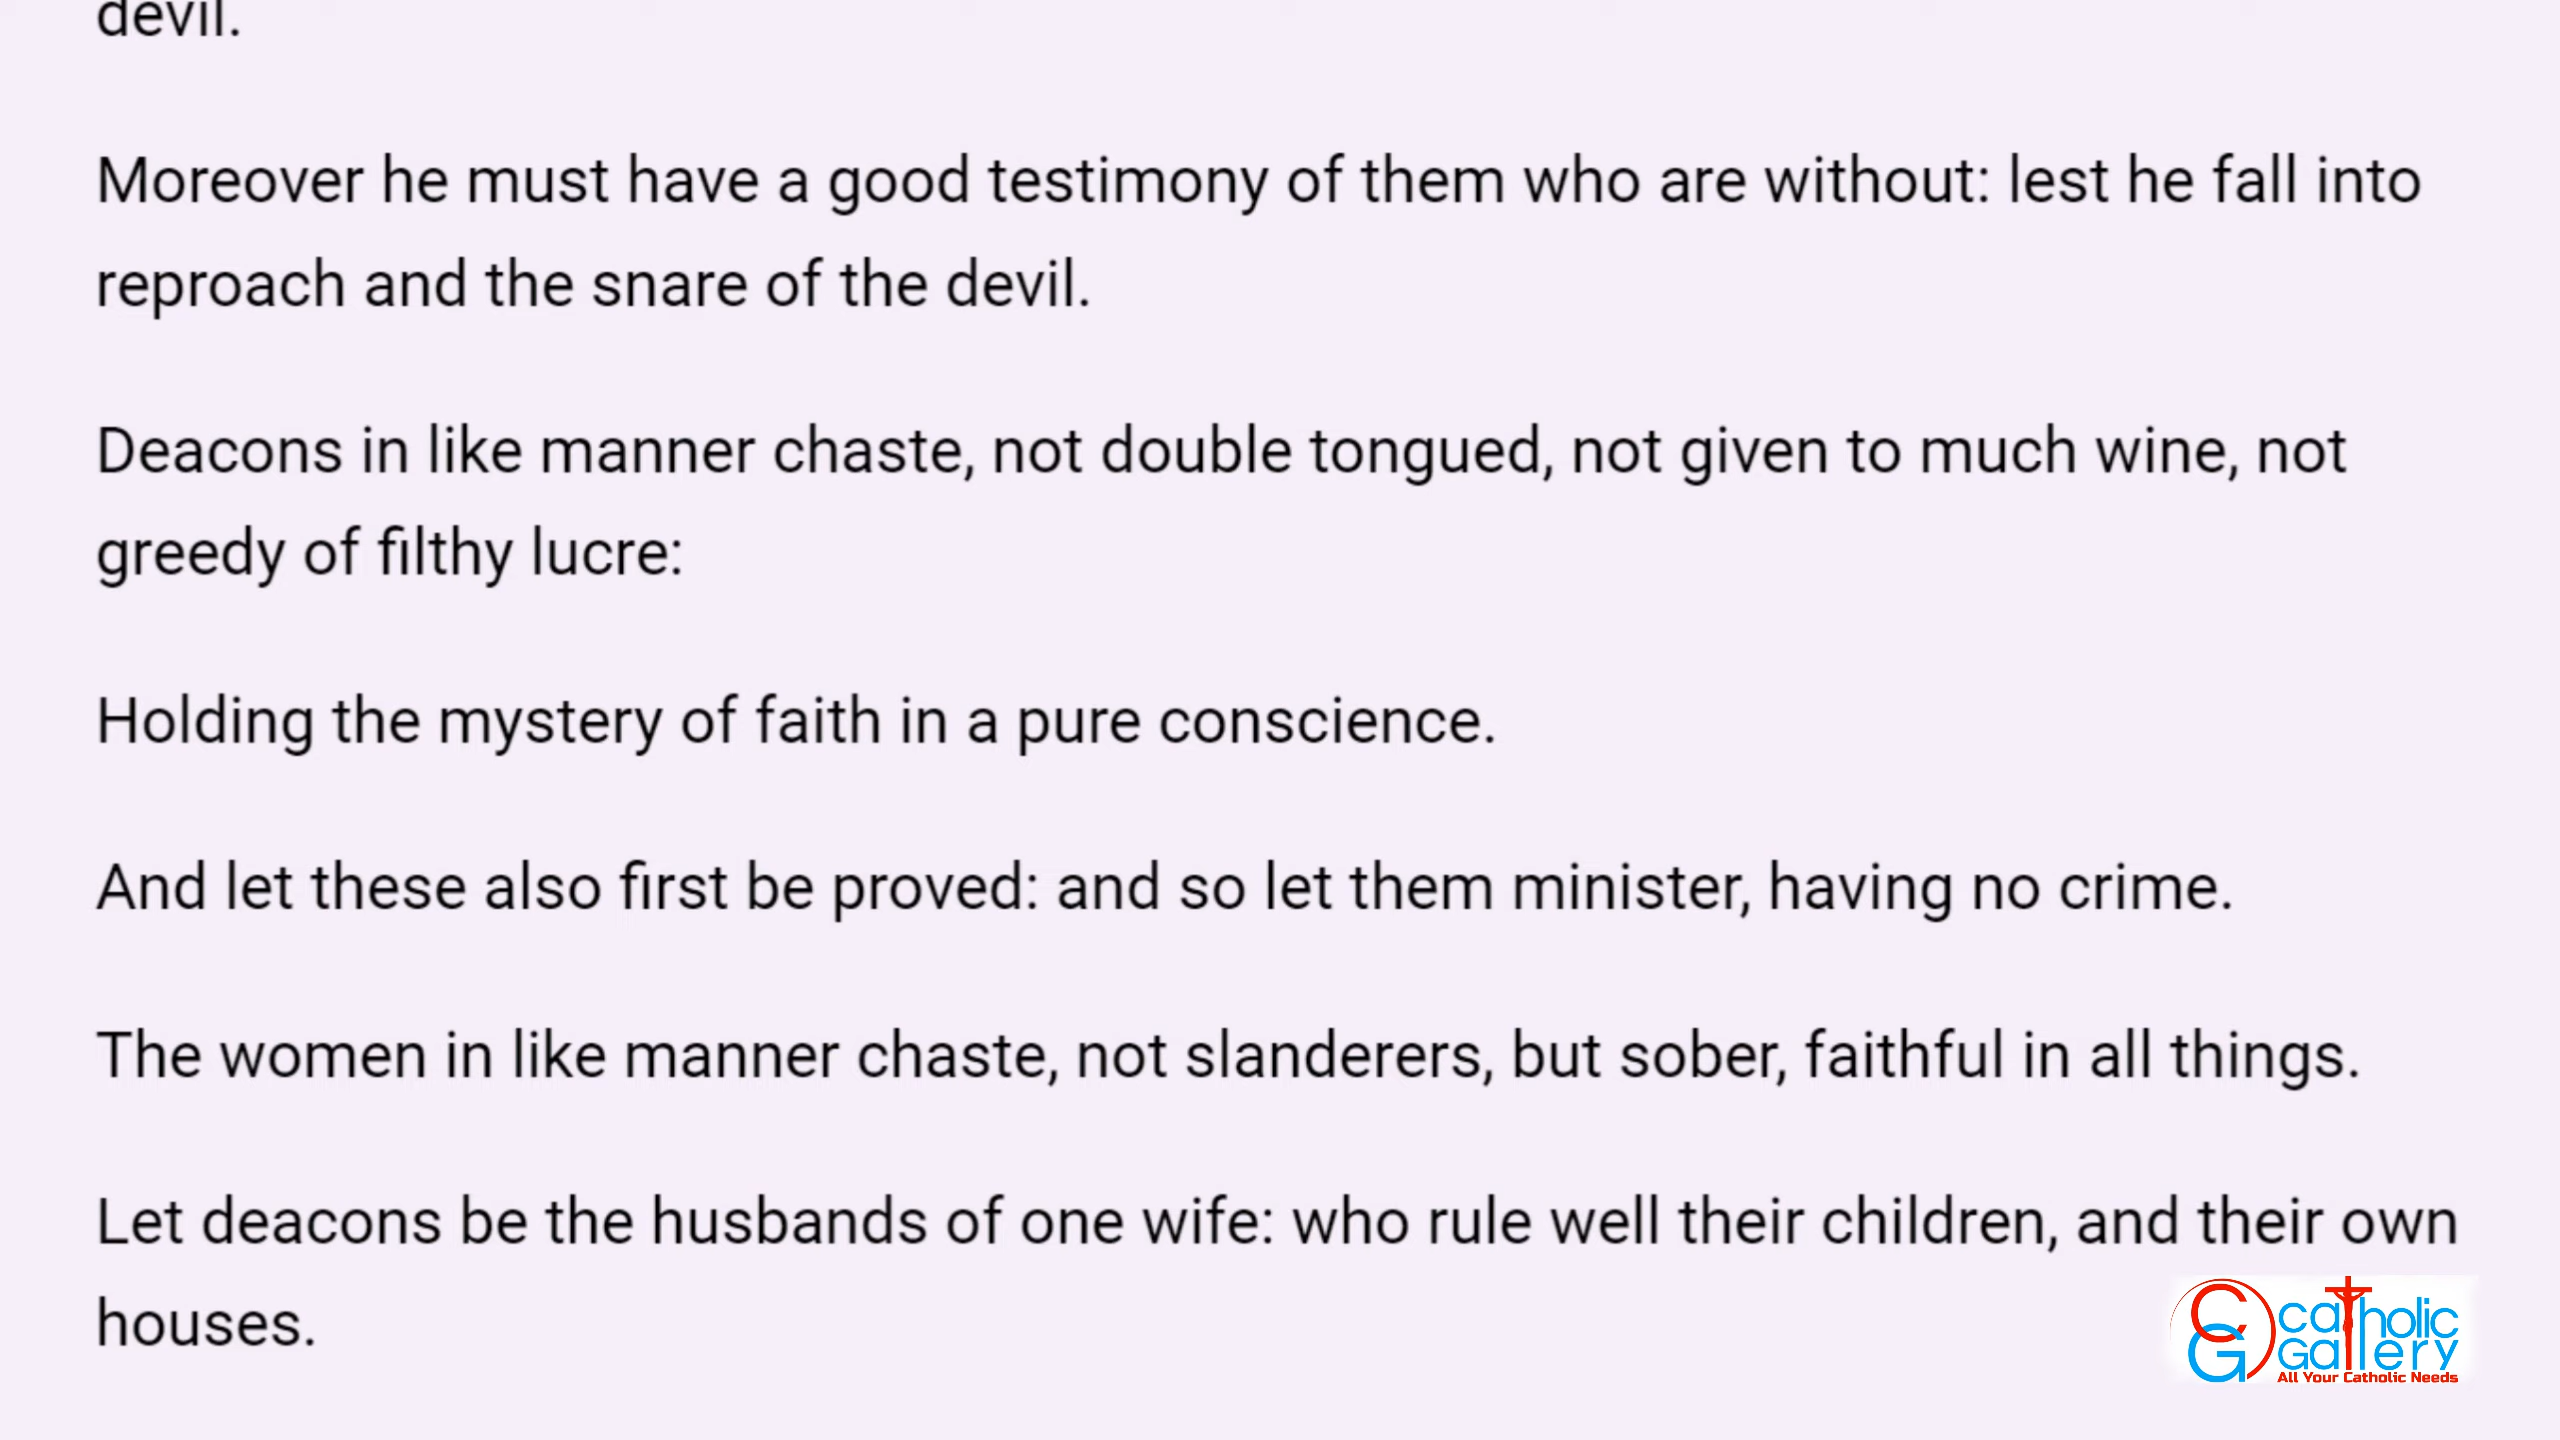 devil.
Moreover he must have a good testimony of them who are without: lest he fall into
reproach and the snare of the devil.
Deacons in like manner chaste, not double tongued, not given to much wine, not
greedy of filthy lucre:
Holding the mystery of faith in a pure conscience.
And let these also first be proved: and so let them minister, having no crime.
The women in like manner chaste, not slanderers, but sober, faithful in all things.
Let deacons be the husbands of one wife: who rule well their children, and their own
houses.
CG
catholic
Gallery
All Your Catholic Needs